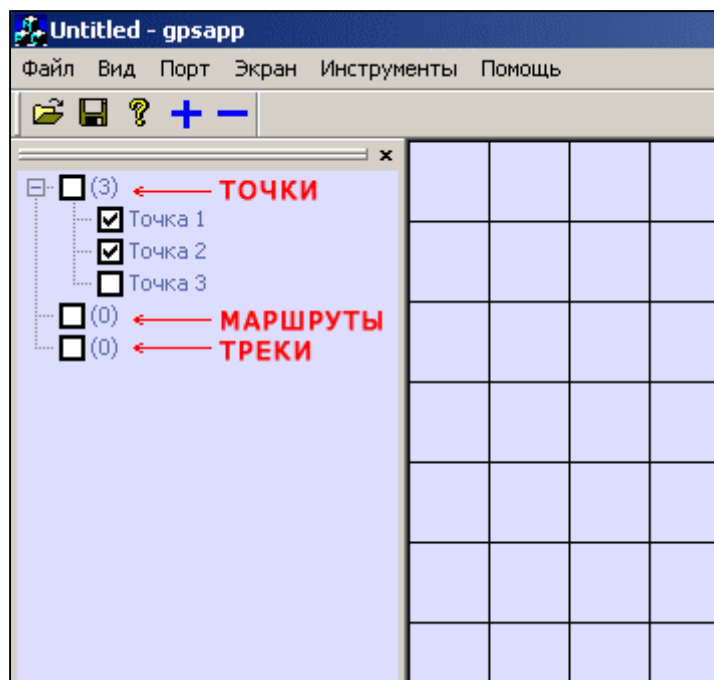 Untitled - gpsapp
Файл Вид Порт Экран Инструменты Помощь
(3) ТОЧКИ
Точка 1
Точка 2
Точка 3
(0) МАРШРУТЫ
(0) ТРЕКИ